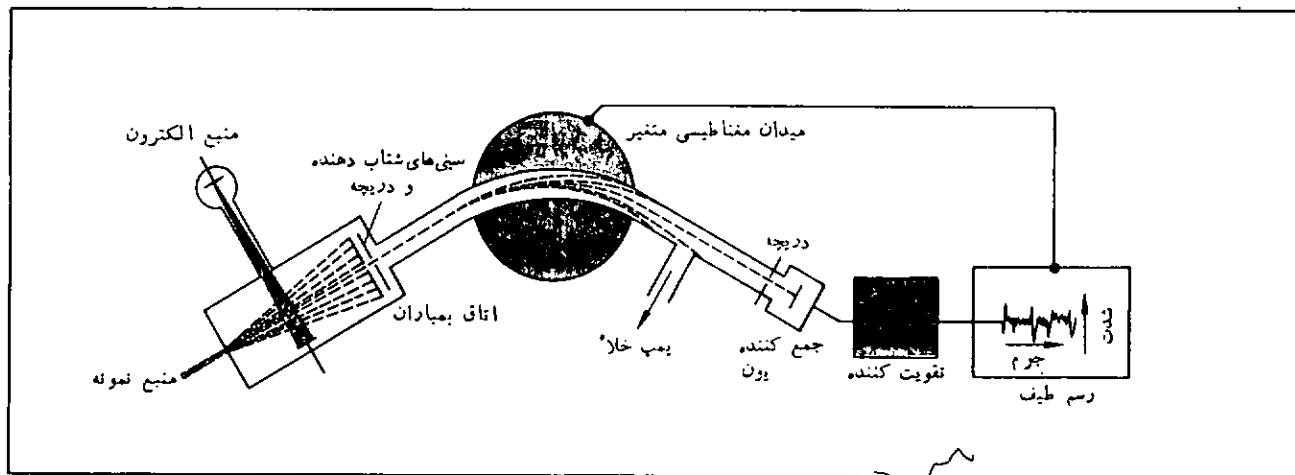 منبع الکترون
سینی‌های شتاب دهنده
و دریچه
میدان مغناطیسی متغیر
اتاق بمباران
منبع نمونه
دریچه
پمپ خلاٴ
جمع کننده
یون
تقویت کننده
شدت
جرم
رسم طیف